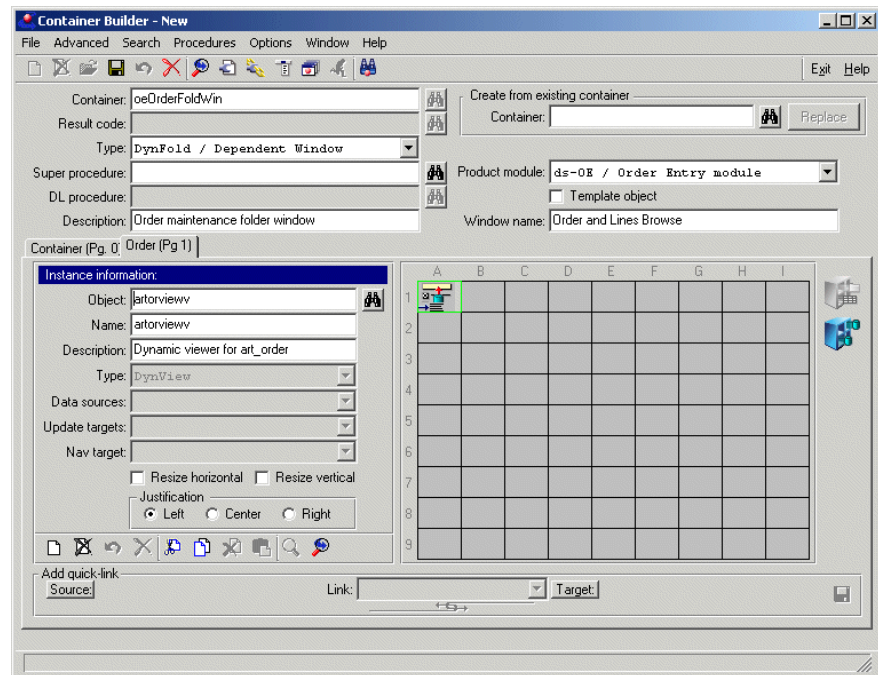 Container Builder - New
File Advanced Search Procedures Options Window Help
Exit Help
Container: oeOrderFoldWin
Create from existing container
Container:
Replace
Result code:
Type: DynFold / Dependent Window
Super procedure:
Product module: ds-OE / Order Entry module
DL procedure:
Template object
Description: Order maintenance folder window
Window name: Order and Lines Browse
Container (Pg. 0
Order (Pg 1)
Instance information:
Object: artorviewv
Name: artorviewv
Description: Dynamic viewer for art_order
Type: DynView
Data sources:
Update targets:
Nav target:
Resize horizontal Resize vertical
Justification
Left Center Right
A B C D E F G H I
1
2
3
4
5
6
7
8
9
Add quick-link
Source: Link: Target: